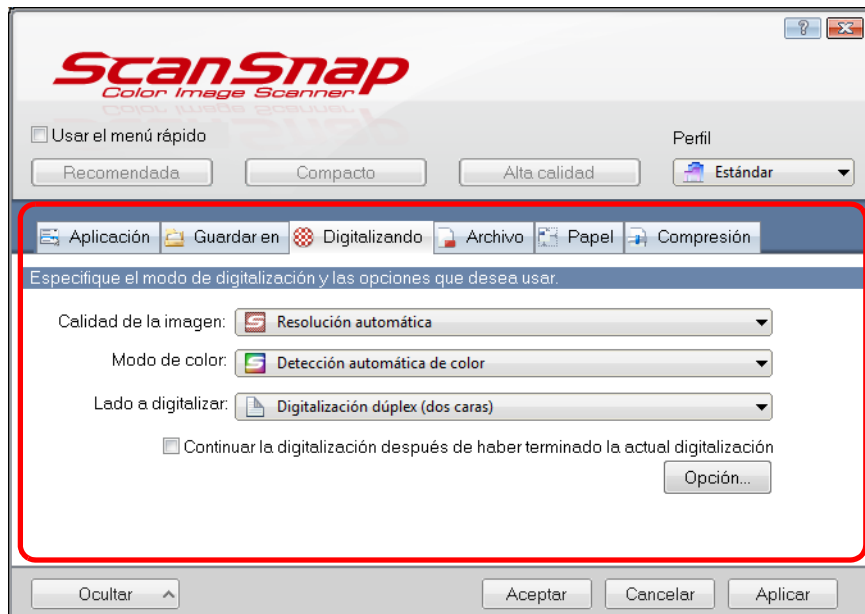 ScanSnap
Color Image Scanner
Usar el menú rápido
Perfil
Recomendada Compacto Alta calidad Estándar
Aplicación Guardar en Digitalizando Archivo Papel Compresión
Especifique el modo de digitalización y las opciones que desea usar.
Calidad de la imagen: Resolución automática
Modo de color: Detección automática de color
Lado a digitalizar: Digitalización dúplex (dos caras)
Continuar la digitalización después de haber terminado la actual digitalización
Opción...
Ocultar Aceptar Cancelar Aplicar